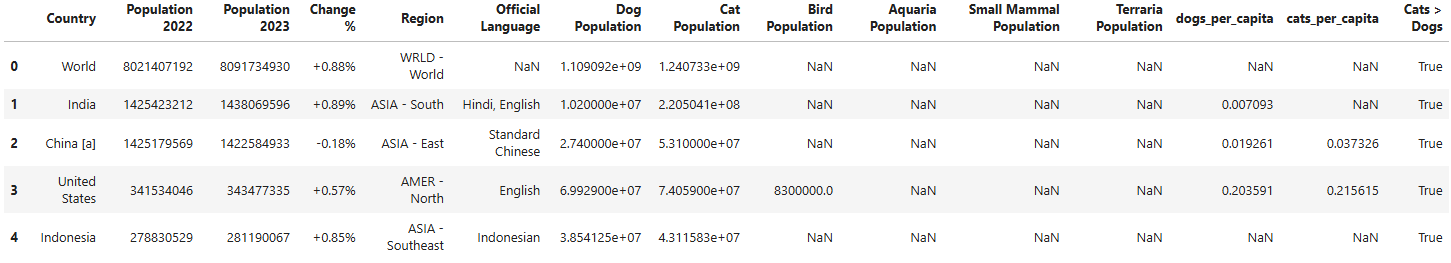 Country Population 2022 Population 2023 Change % Region Official Language Dog Population Cat Population Bird Population Aquaria Population Small Mammal Population Terraria Population dogs_per_capita cats_per_capita Cats > Dogs
0 World 8021407192 8091734930 +0.88% WRLD - World NaN 1.109092e+09 1.240733e+09 NaN NaN NaN NaN NaN NaN True
1 India 1425423212 1438069596 +0.89% ASIA - South Hindi, English 1.020000e+07 2.205041e+08 NaN NaN NaN NaN 0.007093 NaN True
2 China [a] 1425179569 1422584933 -0.18% ASIA - East Standard Chinese 2.740000e+07 5.310000e+07 NaN NaN NaN NaN 0.019261 0.037326 True
3 United States 341534046 343477335 +0.57% AMER - North English 6.992900e+07 7.405900e+07 8300000.0 NaN NaN NaN 0.203591 0.215615 True
4 Indonesia 278830529 281190067 +0.85% ASIA - Southeast Indonesian 3.854125e+07 4.311583e+07 NaN NaN NaN NaN NaN NaN True